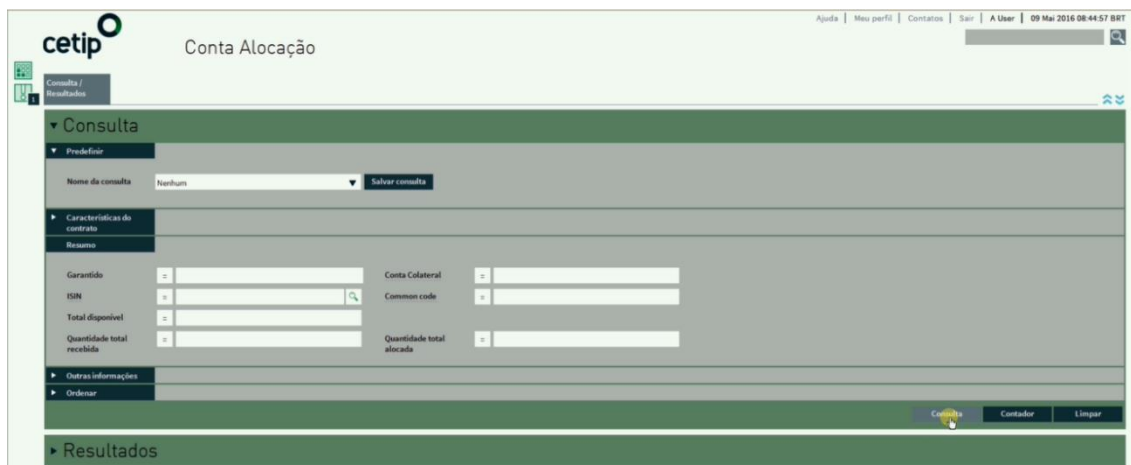 Ajuda | Meu perfil | Contatos | Sair | A User | 09 Mai 2016 08:44:57 BRT
cetip
Conta Alocação
1
Consulta /
Resultados
Consulta
Predefinir
Nome da consulta Nenhum Salvar consulta
Características do
contrato
Resumo
Garantido = Conta Colateral =
ISIN = Common code =
Total disponível =
Quantidade total
recebida = Quantidade total
alocada =
Outras informações
Ordenar
Consulta Contador Limpar
Resultados